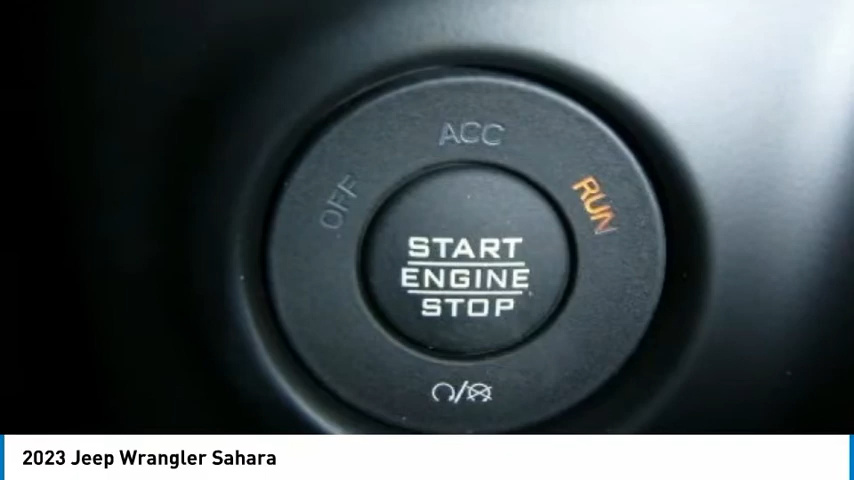 ACC
OFF
RUN
START
ENGINE
STOP
2023 Jeep Wrangler Sahara